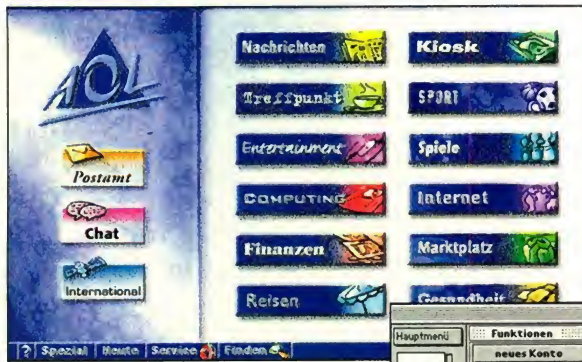 AOL
Postamt
Chat
International
Nachrichten
Treffpunkt
Entertainment
COMPUTING
Finanzen
Reisen
Kiosk
SPORT
Spiele
Internet
Marktplatz
Gesundheit
? Spezial Heute Service Finden
Hauptmenü
Funktionen
neues Konto